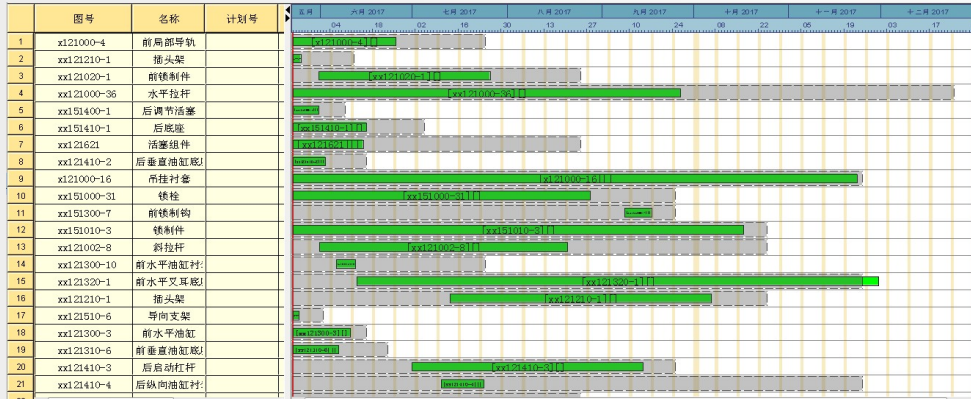 图号 名称 计划号 五月 六月 2017 七月 2017 八月 2017 九月 2017 十月 2017 十一月 2017 十二月 2017
04 18 02 16 30 13 27 10 24 08 22 05 19 03 17
1 x121000-4 前局部导轨 [x121000-4][]
2 xx121210-1 插头架
3 xx121020-1 前锁制件 [xx121020-1][]
4 xx121000-36 水平拉杆 [xx121000-36][]
5 xx151400-1 后调节活塞
6 xx151410-1 后底座 [xx151410-1][]
7 xx121621 活塞组件 [xx121621][]
8 xx121410-2 后垂直油缸底
9 x121000-16 吊挂衬套 [x121000-16][]
10 xx151000-31 锁栓 [xx151000-31][]
11 xx151300-7 前锁制钩
12 xx151010-3 锁制件 [xx151010-3][]
13 xx121002-8 斜拉杆 [xx121002-8][]
14 xx121300-10 前水平油缸衬
15 xx121320-1 前水平叉耳底 [xx121320-1][]
16 xx121210-1 插头架 [xx121210-1][]
17 xx121510-6 导向支架
18 xx121300-3 前水平油缸 [xx121300-3][]
19 xx121310-6 前垂直油缸底 [xx121310-6][]
20 xx121410-3 后启动杠杆 [xx121410-3][]
21 xx121410-4 后纵向油缸衬 [xx121410-4][]